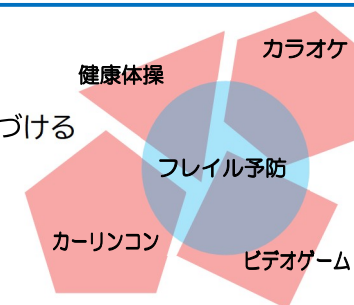 カラオケ
健康体操
づける
フレイル予防
カーリンコン
ビデオゲーム